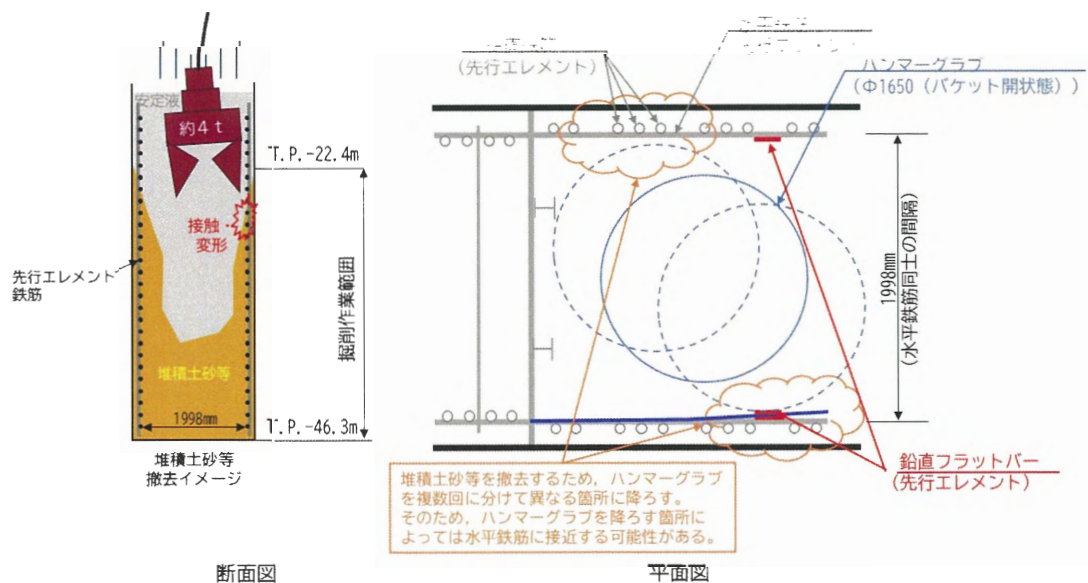 安定液
約4t
T.P.-22.4m
接触・
変形
先行エレメント
鉄筋
掘削作業範囲
堆積土砂等
1998mm
T.P.-46.3m
堆積土砂等
撤去イメージ
断面図
(先行エレメント)
ハンマーグラブ
(Φ1650(バケット開状態))
1998mm
(水平鉄筋同士の間隔)
鉛直フラットバー
(先行エレメント)
堆積土砂等を撤去するため,ハンマーグラブ
を複数回に分けて異なる箇所に降ろす。
そのため,ハンマーグラブを降ろす箇所に
よっては水平鉄筋に接近する可能性がある。
平面図